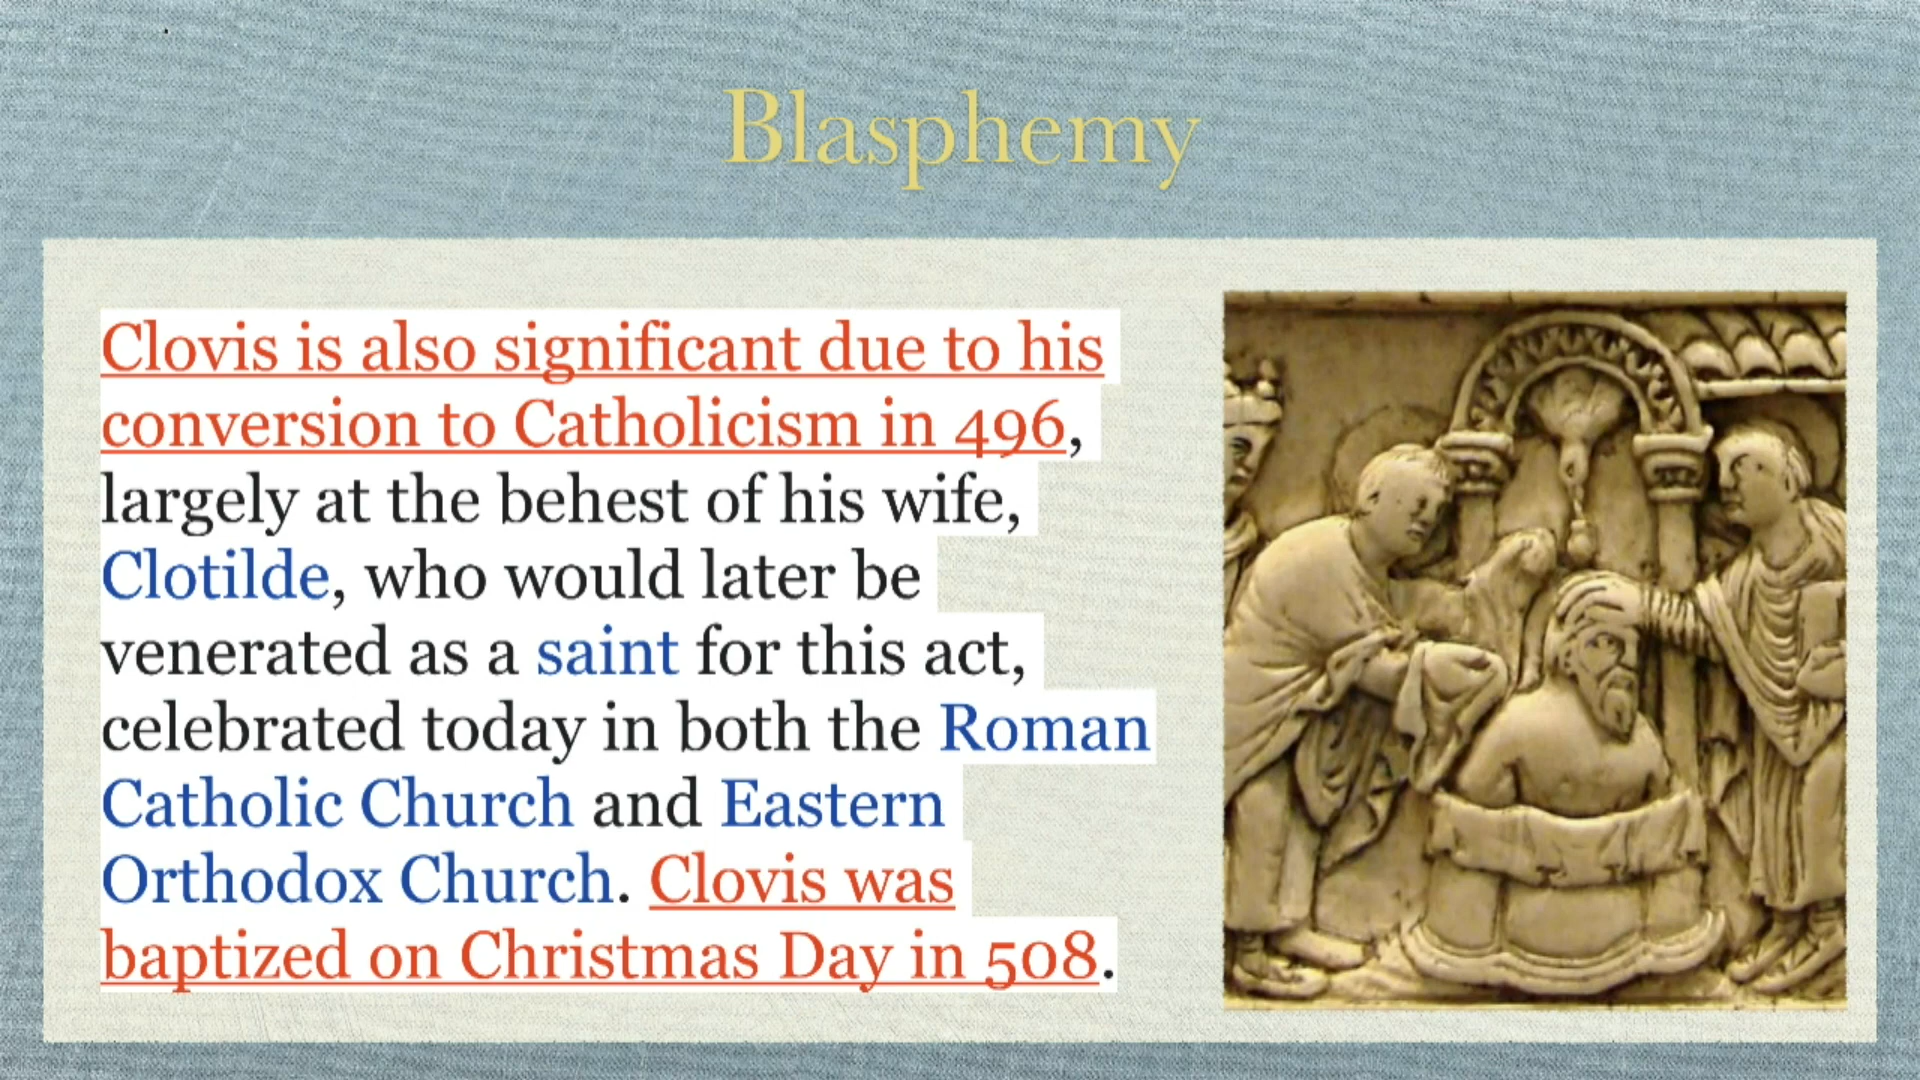 Blasphemy
Clovis is also significant due to his
conversion to Catholicism in 496,
largely at the behest of his wife,
Clotilde, who would later be
venerated as a saint for this act,
celebrated today in both the Roman
Catholic Church and Eastern
Orthodox Church. Clovis was
baptized on Christmas Day in 508.